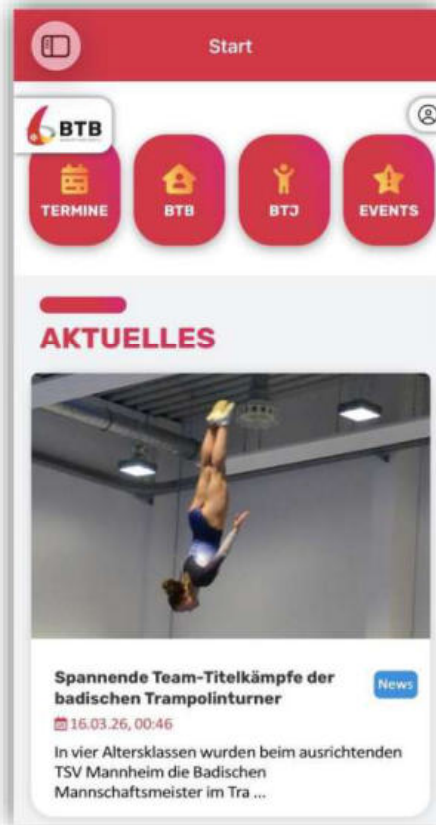 Start
BTB
TERMINE
BTB
BTJ
EVENTS
AKTUELLES
Spannende Team-Titelkämpfe der
badischen Trampolinturner
News
16.03.26, 00:46
In vier Altersklassen wurden beim ausrichtenden
TSV Mannheim die Badischen
Mannschaftsmeister im Tra ...